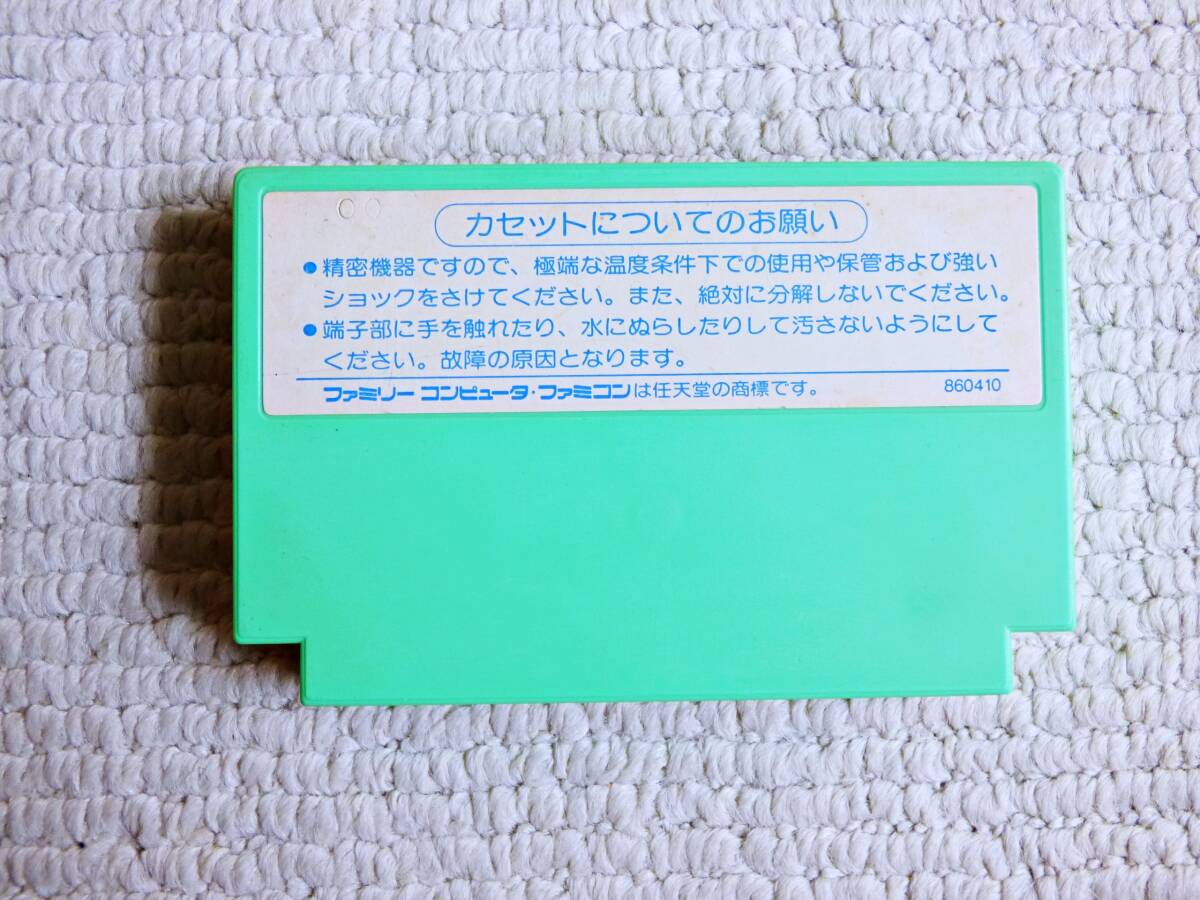 カセットについてのお願い
●精密機器ですので、極端な温度条件下での使用や保管および強い
ショックをさけてください。また、絶対に分解しないでください。
●端子部に手を触れたり、水にぬらしたりして汚さないようにして
ください。故障の原因となります。
ファミリーコンピュータ・ファミコンは任天堂の商標です。 860410